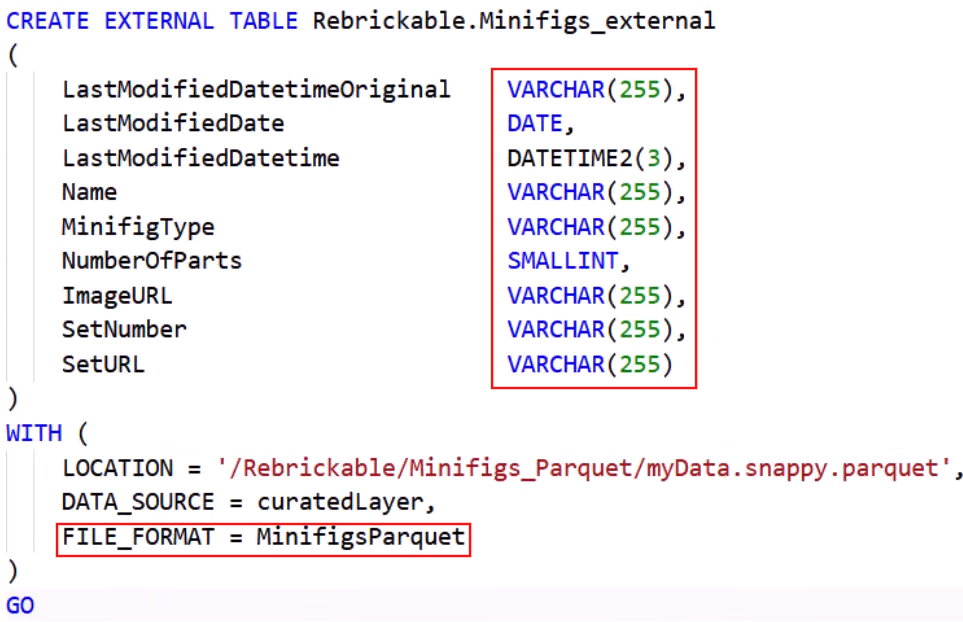 CREATE EXTERNAL TABLE Rebrickable.Minifigs_external
(
LastModifiedDatetimeOriginal VARCHAR(255),
LastModifiedDate DATE,
LastModifiedDatetime DATETIME2(3),
Name VARCHAR(255),
MinifigType VARCHAR(255),
NumberOfParts SMALLINT,
ImageURL VARCHAR(255),
SetNumber VARCHAR(255),
SetURL VARCHAR(255)
)
WITH (
LOCATION = '/Rebrickable/Minifigs_Parquet/myData.snappy.parquet',
DATA_SOURCE = curatedLayer,
FILE_FORMAT = MinifigsParquet
)
GO